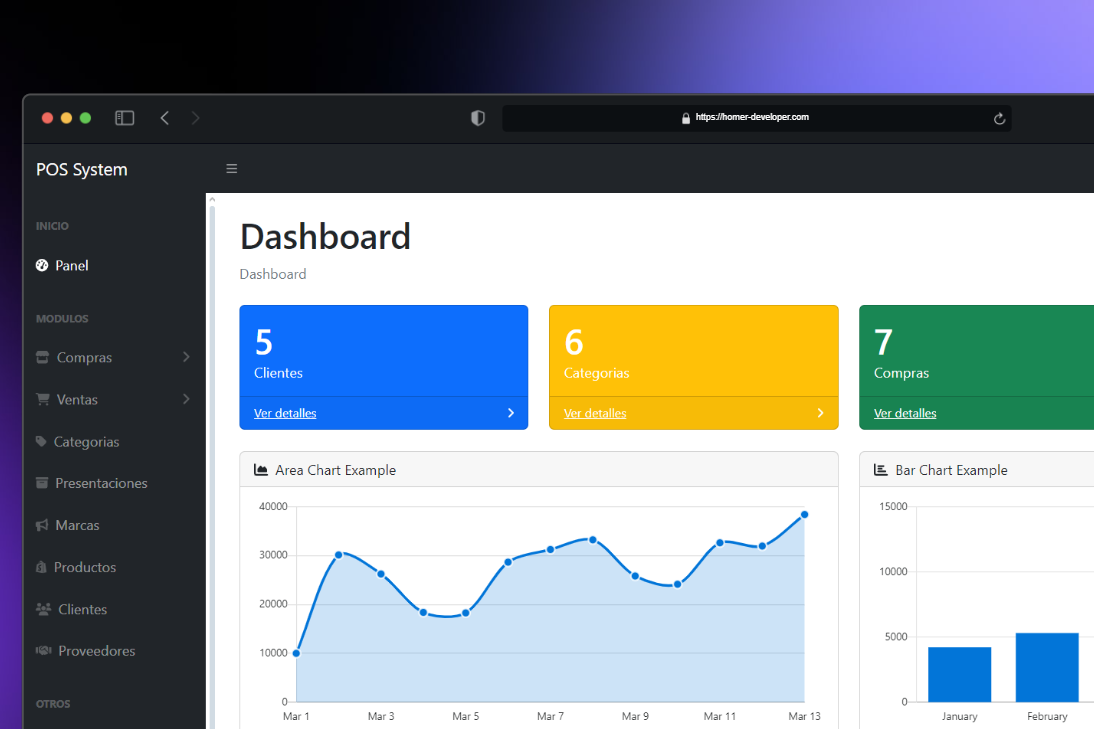 https://homer-developer.com
POS System
INICIO
Panel
MODULOS
Compras
Ventas
Categorias
Presentaciones
Marcas
Productos
Clientes
Proveedores
OTROS
Dashboard
Dashboard
5
Clientes
Ver detalles
6
Categorias
Ver detalles
7
Compras
Ver detalles
Area Chart Example
40000
30000
20000
10000
0
Mar 1 Mar 3 Mar 5 Mar 7 Mar 9 Mar 11 Mar 13
Bar Chart Example
15000
10000
5000
0
January February